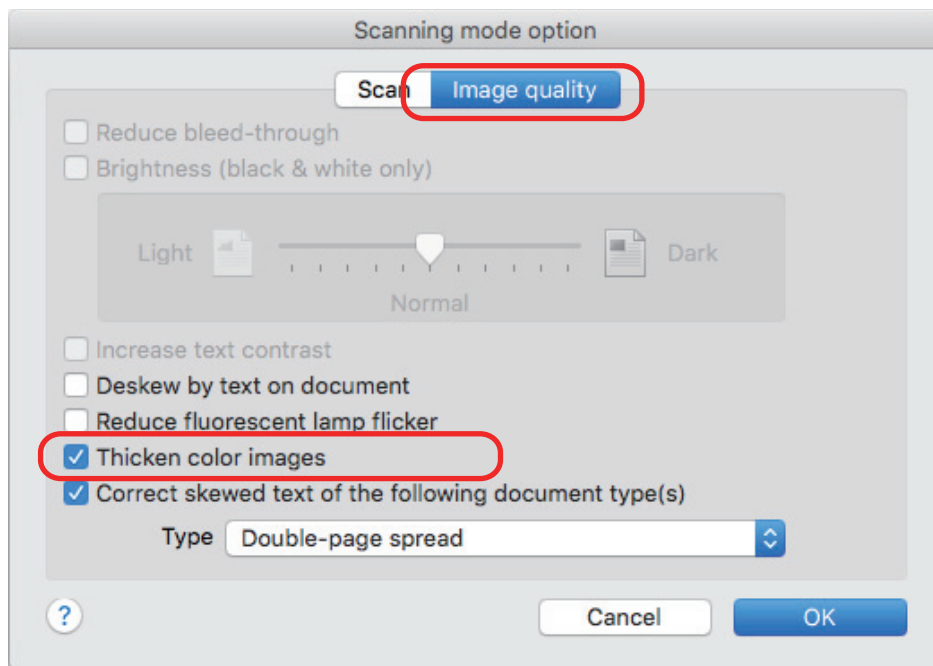 Scanning mode option
Scan Image quality
Reduce bleed-through
Brightness (black & white only)
Light Dark
Normal
Increase text contrast
Deskew by text on document
Reduce fluorescent lamp flicker
Thicken color images
Correct skewed text of the following document type(s)
Type Double-page spread
? Cancel OK